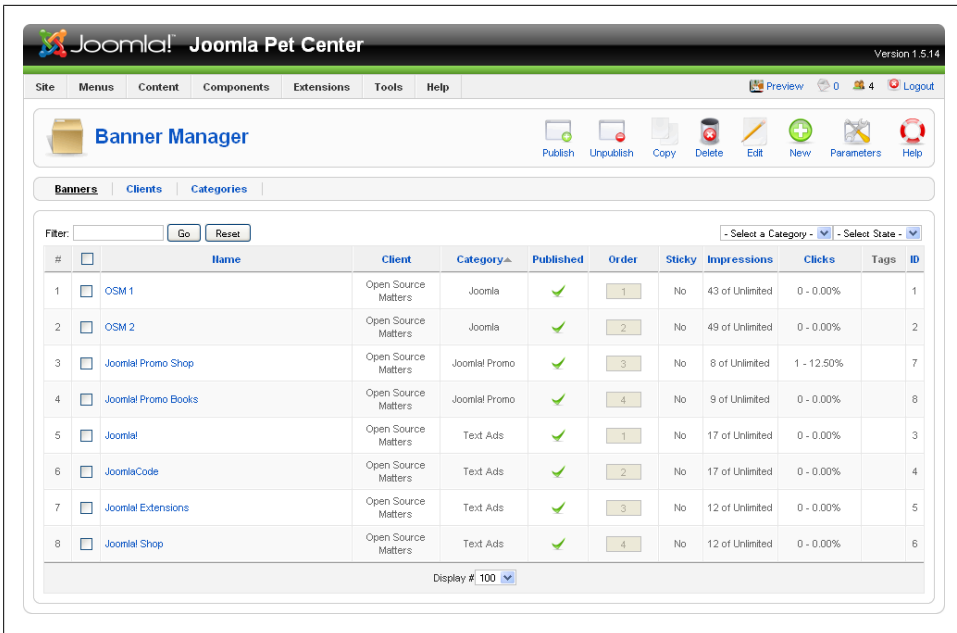 Joomla! Joomla Pet Center
Version 1.5.14
Site Menus Content Components Extensions Tools Help Preview 0 4 Logout
Banner Manager
Publish Unpublish Copy Delete Edit New Parameters Help
Banners Clients Categories
Filter: Go Reset - Select a Category - - Select State -
# Name Client Category Published Order Sticky Impressions Clicks Tags ID
1 OSM 1 Open Source Matters Joomla 1 No 43 of Unlimited 0 - 0.00% 1
2 OSM 2 Open Source Matters Joomla 2 No 49 of Unlimited 0 - 0.00% 2
3 Joomla! Promo Shop Open Source Matters Joomla! Promo 3 No 8 of Unlimited 1 - 12.50% 7
4 Joomla! Promo Books Open Source Matters Joomla! Promo 4 No 9 of Unlimited 0 - 0.00% 8
5 Joomla! Open Source Matters Text Ads 1 No 17 of Unlimited 0 - 0.00% 3
6 JoomlaCode Open Source Matters Text Ads 2 No 17 of Unlimited 0 - 0.00% 4
7 Joomla! Extensions Open Source Matters Text Ads 3 No 12 of Unlimited 0 - 0.00% 5
8 Joomla! Shop Open Source Matters Text Ads 4 No 12 of Unlimited 0 - 0.00% 6
Display # 100